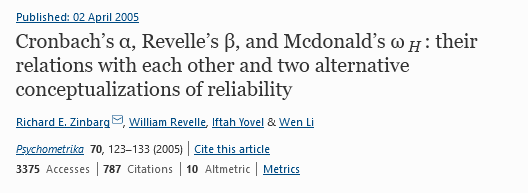 Published: 02 April 2005
Cronbach’s α, Revelle’s β, and Mcdonald’s ω H : their
relations with each other and two alternative
conceptualizations of reliability
Richard E. Zinbarg, William Revelle, Iftah Yovel & Wen Li
Psychometrika 70, 123–133 (2005) | Cite this article
3375 Accesses | 787 Citations | 10 Altmetric | Metrics